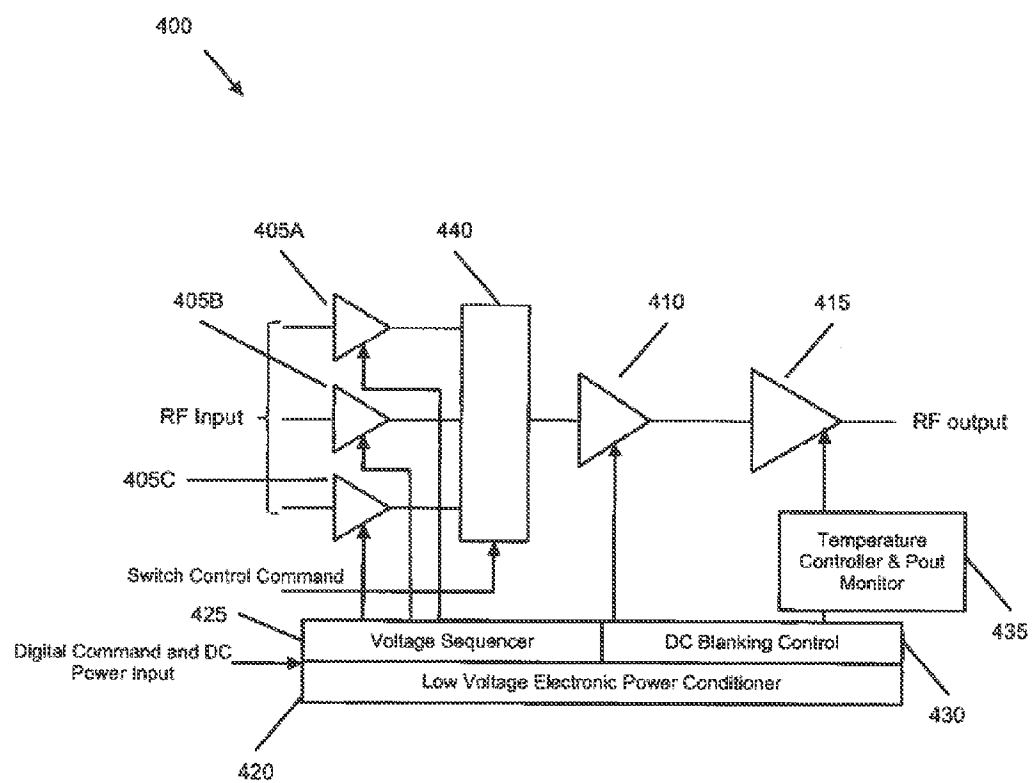 400
405A
440
405B
410
415
RF Input
RF output
405C
Switch Control Command
Temperature
Controller & Pout
Monitor
425
435
Voltage Sequencer
DC Blanking Control
Digital Command and DC
Power Input
Low Voltage Electronic Power Conditioner
430
420